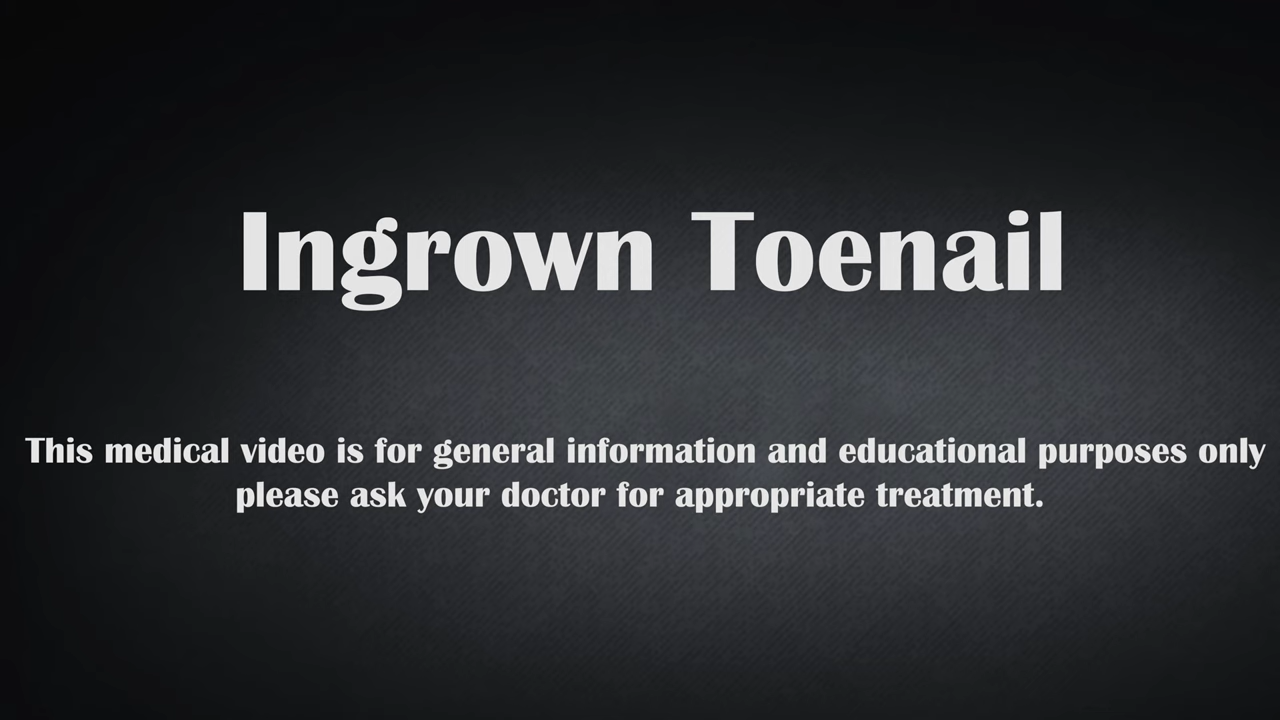 Ingrown Toenail
This medical video is for general information and educational purposes only
please ask your doctor for appropriate treatment.